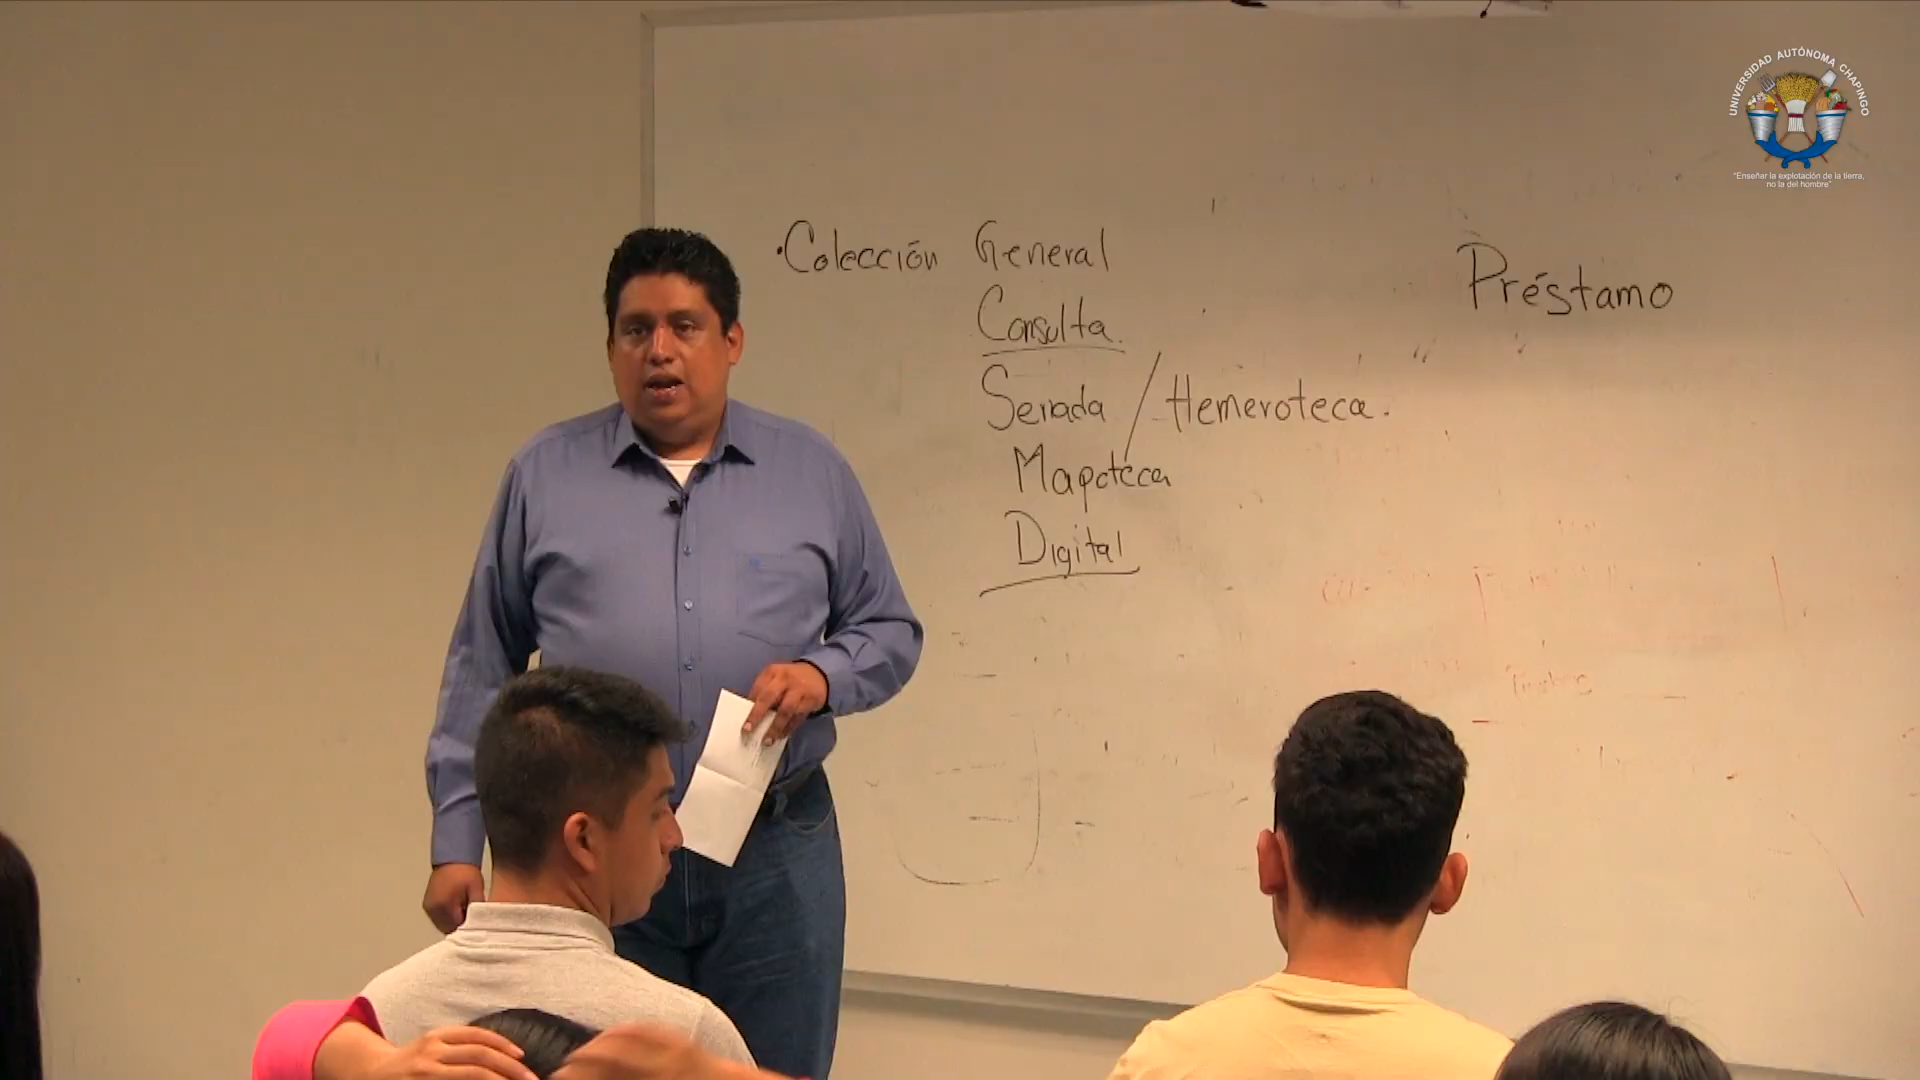 UNIVERSIDAD AUTÓNOMA CHAPINGO
"Enseñar la explotación de la tierra,
no la del hombre"
·Colección General
Préstamo
Consulta.
Seriada / Hemeroteca.
Mapoteca
Digital